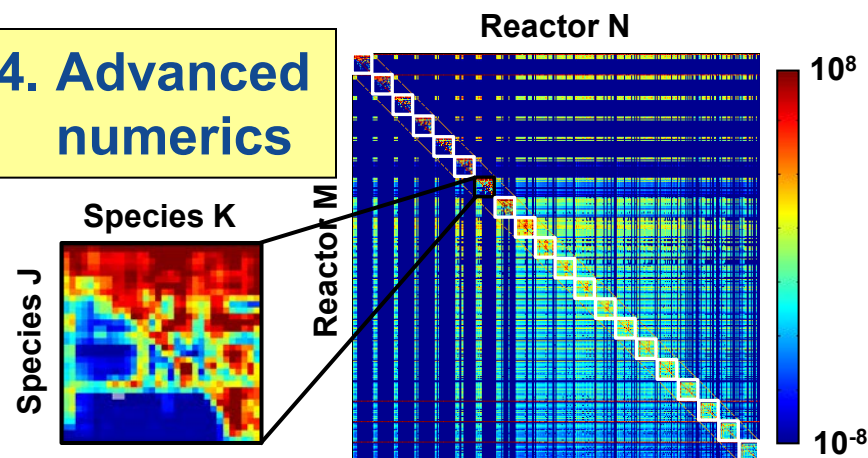 4. Advanced
numerics
Reactor N
Reactor M
Species K
Species J
10⁸
10⁻⁸